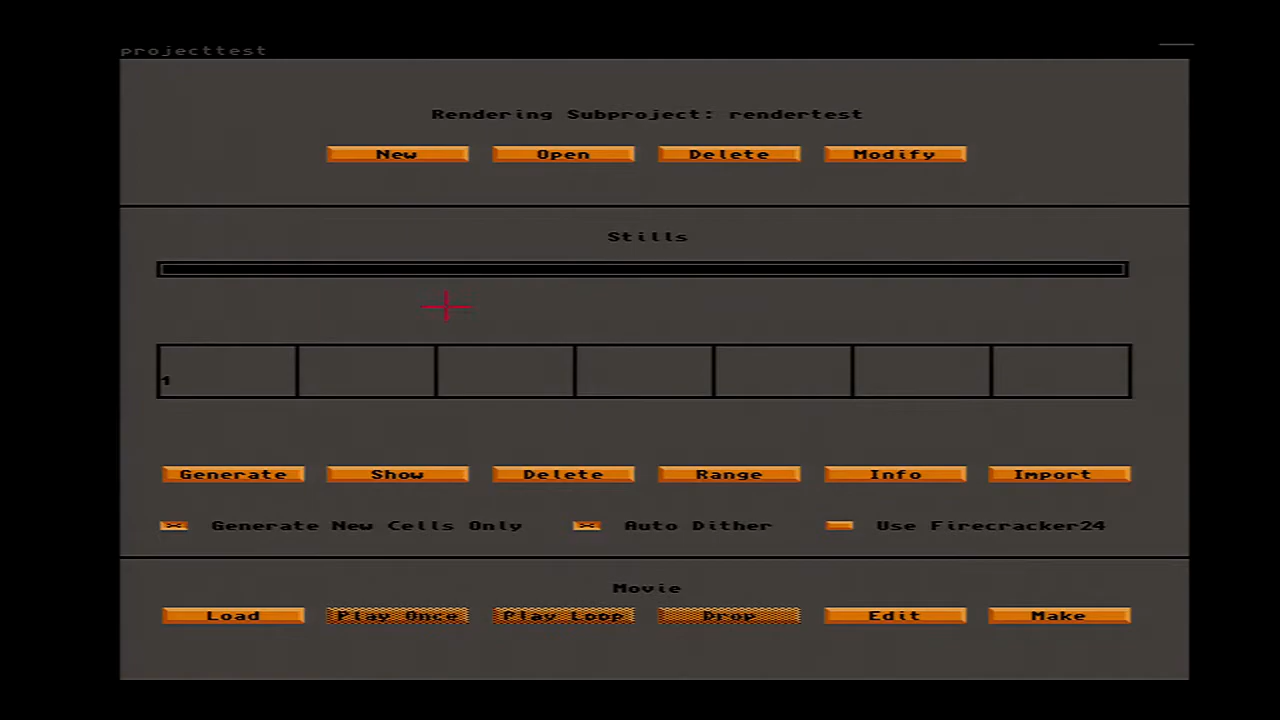 projecttest
Rendering Subproject: rendertest
New Open Delete Modify
Stills
1
Generate Show Delete Range Info Import
Generate New Cells Only Auto Dither Use Firecracker24
Movie
Load Play Once Play Loop Drop Edit Make